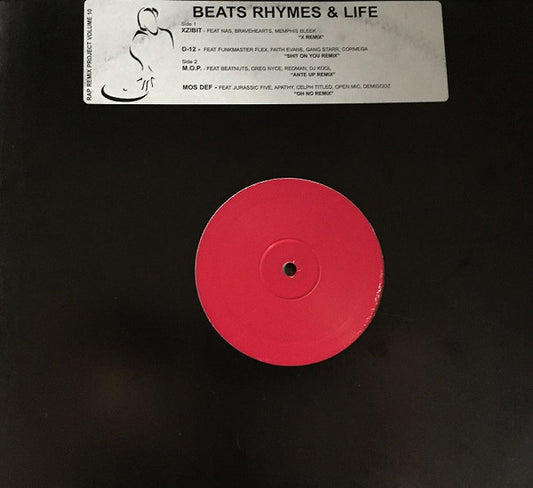 BEATS RHYMES & LIFE
Side 1
XZIBIT - FEAT NAS, BRAVEHEARTS, MEMPHIS BLEEK
"X REMIX"
D-12 - FEAT FUNKMASTER FLEX, FAITH EVANS, GANG STARR, CORMEGA
"SHIT ON YOU REMIX"
Side 2
M.O.P. - FEAT BEATNUTS, GREG NYCE, REDMAN, DJ KOOL
"ANTE UP REMIX"
MOS DEF - FEAT JURASSIC FIVE, APATHY, CELPH TITLED, OPEN MIC, DEMIGODZ
"OH NO REMIX"
RAP REMIX PROJECT VOLUME 10